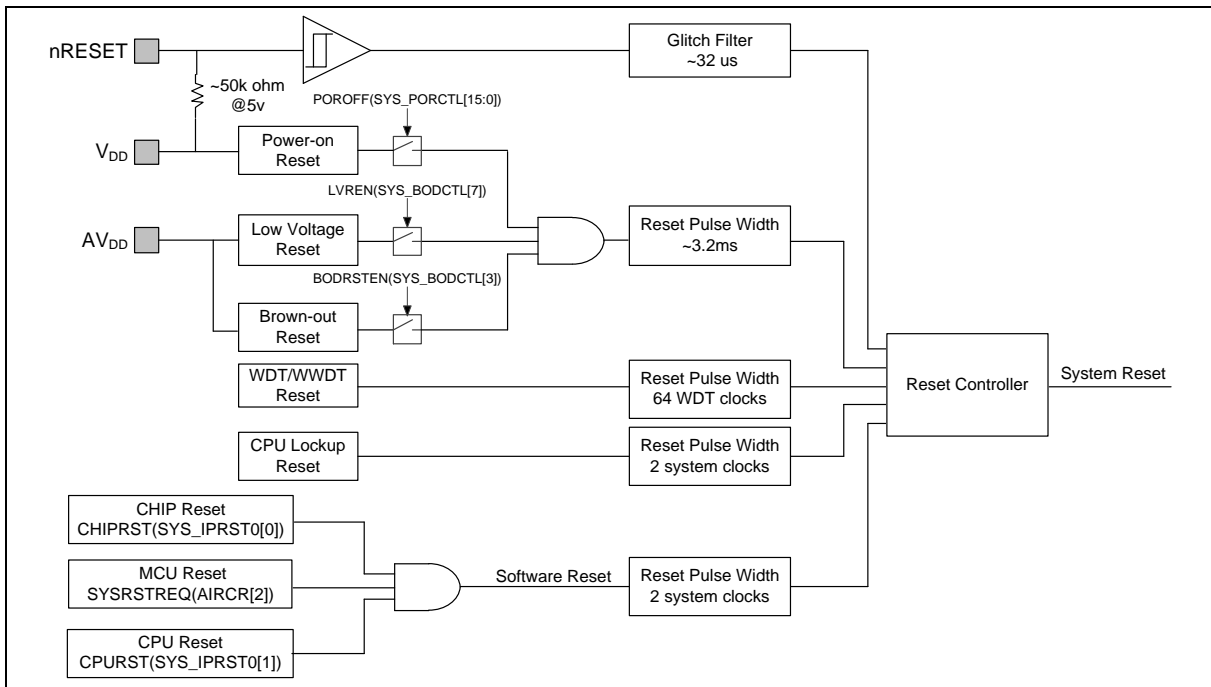 nRESET
~50k ohm
@5v
Glitch Filter
~32 us
POROFF(SYS_PORCTL[15:0])
VDD
Power-on
Reset
LVREN(SYS_BODCTL[7])
AVDD
Low Voltage
Reset
Reset Pulse Width
~3.2ms
BODRSTEN(SYS_BODCTL[3])
Brown-out
Reset
WDT/WWDT
Reset
Reset Pulse Width
64 WDT clocks
Reset Controller
System Reset
CPU Lockup
Reset
Reset Pulse Width
2 system clocks
CHIP Reset
CHIPRST(SYS_IPRST0[0])
MCU Reset
SYSRSTREQ(AIRCR[2])
Software Reset
Reset Pulse Width
2 system clocks
CPU Reset
CPURST(SYS_IPRST0[1])